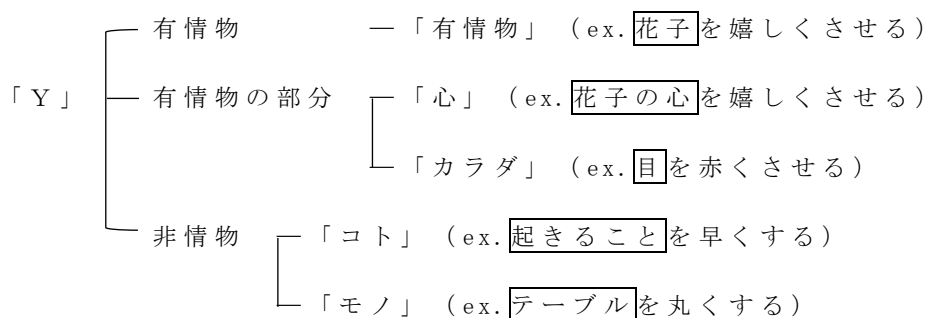 有情物 ―「有情物」（ex.花子を嬉しくさせる）
「Y」 有情物の部分 「心」（ex.花子の心を嬉しくさせる）
「カラダ」（ex.目を赤くさせる）
非情物 「コト」（ex.起きることを早くする）
「モノ」（ex.テーブルを丸くする）